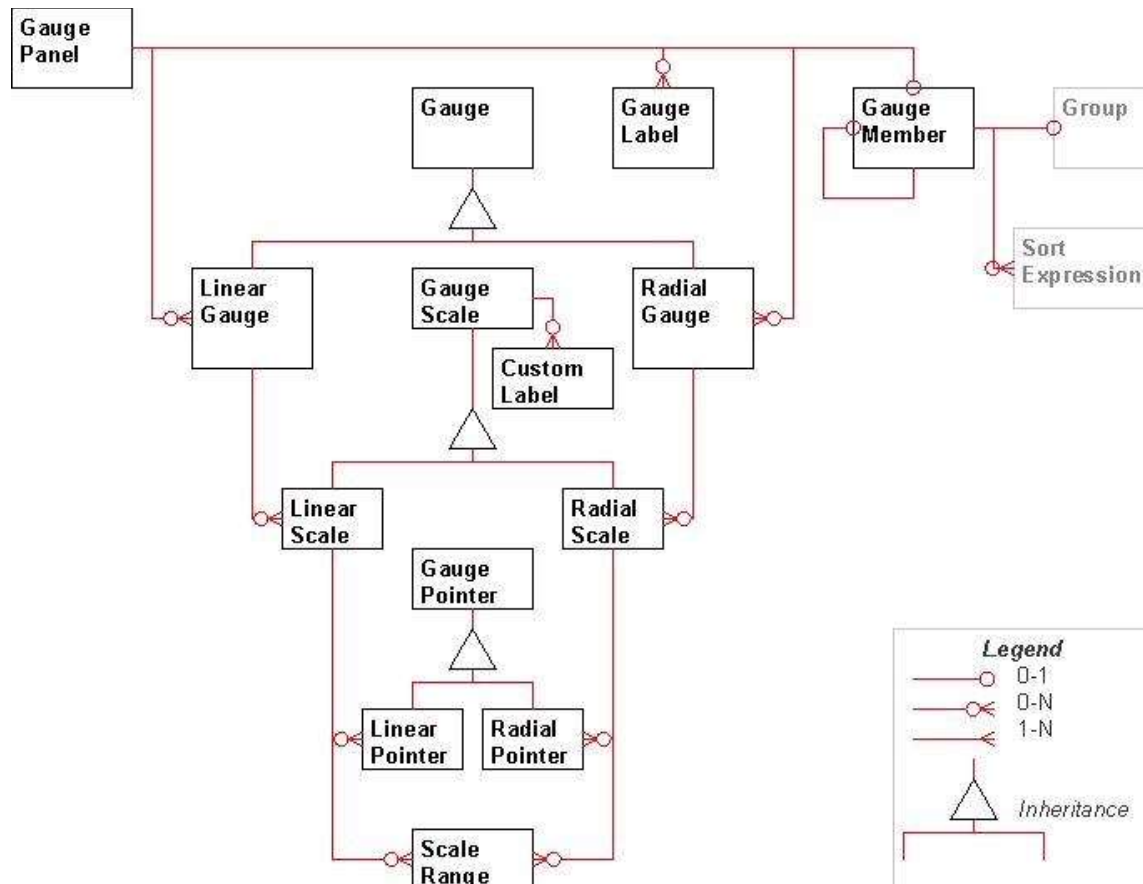 Gauge
Panel
Gauge
Gauge
Label
Gauge
Member
Group
Sort
Expression
Linear
Gauge
Gauge
Scale
Radial
Gauge
Custom
Label
Linear
Scale
Radial
Scale
Gauge
Pointer
Linear
Pointer
Radial
Pointer
Scale
Range
Legend
0-1
0-N
1-N
Inheritance